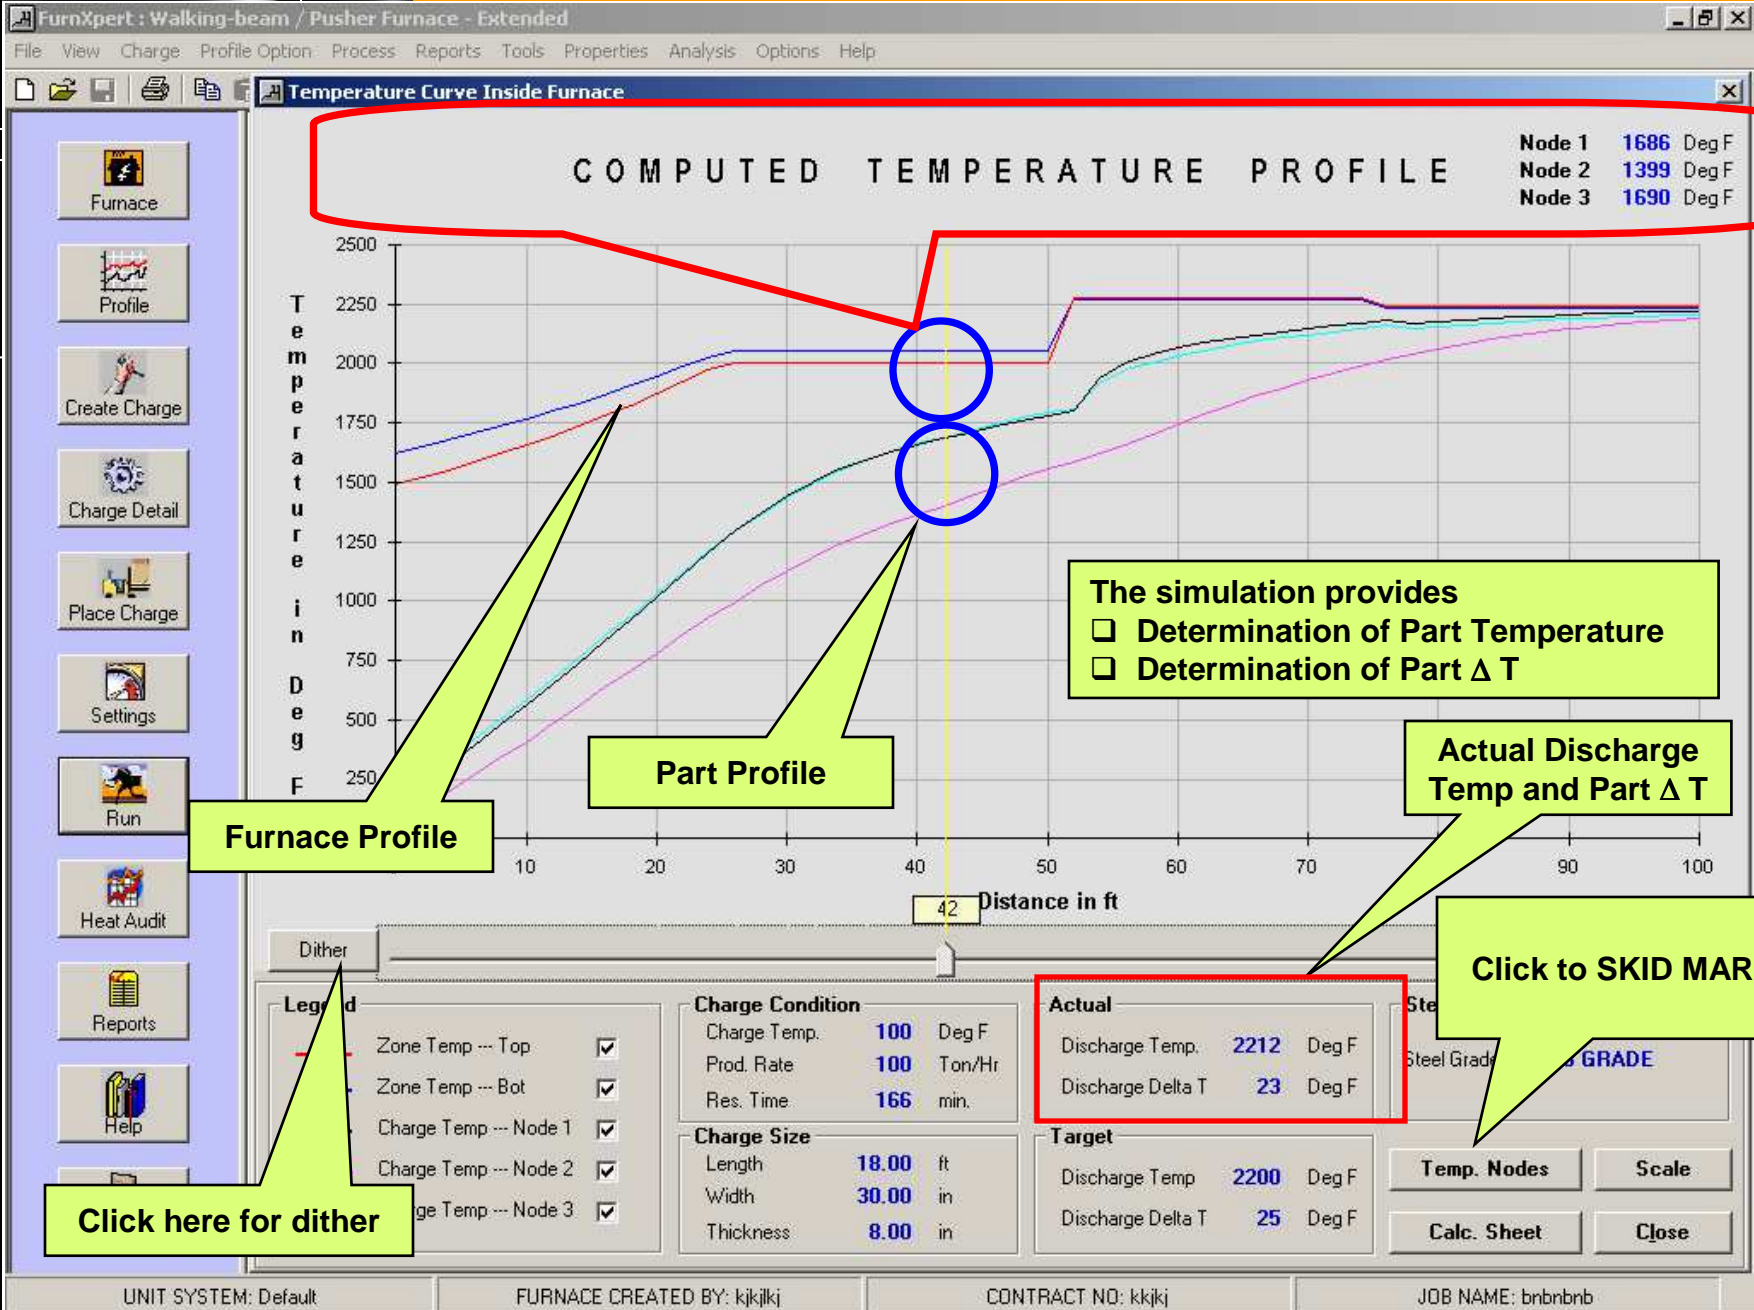 FurnXpert : Walking-beam / Pusher Furnace - Extended
File View Charge Profile Option Process Reports Tools Properties Analysis Options Help
Temperature Curve Inside Furnace
COMPUTED TEMPERATURE PROFILE
Node 1 1686 Deg F
Node 2 1399 Deg F
Node 3 1690 Deg F
Furnace
Profile
Create Charge
Charge Detail
Place Charge
Settings
Run
Heat Audit
Reports
Help
Temperature in Deg F
2500
2250
2000
1750
1500
1250
1000
750
500
250
10 20 30 40 50 60 70 90 100
42
Distance in ft
The simulation provides
Determination of Part Temperature
Determination of Part Δ T
Part Profile
Furnace Profile
Actual Discharge
Temp and Part Δ T
Click to SKID MAR
Dither
Click here for dither
Zone Temp --- Top
Zone Temp --- Bot
Charge Temp --- Node 1
Charge Temp --- Node 2
ge Temp --- Node 3
Charge Condition
Charge Temp. 100 Deg F
Prod. Rate 100 Ton/Hr
Res. Time 166 min.
Charge Size
Length 18.00 ft
Width 30.00 in
Thickness 8.00 in
Actual
Discharge Temp. 2212 Deg F
Discharge Delta T 23 Deg F
Target
Discharge Temp 2200 Deg F
Discharge Delta T 25 Deg F
Steel Grade GRADE
Temp. Nodes
Scale
Calc. Sheet
Close
UNIT SYSTEM: Default
FURNACE CREATED BY: kjkjlkj
CONTRACT NO: kkjkj
JOB NAME: bnbnbnb